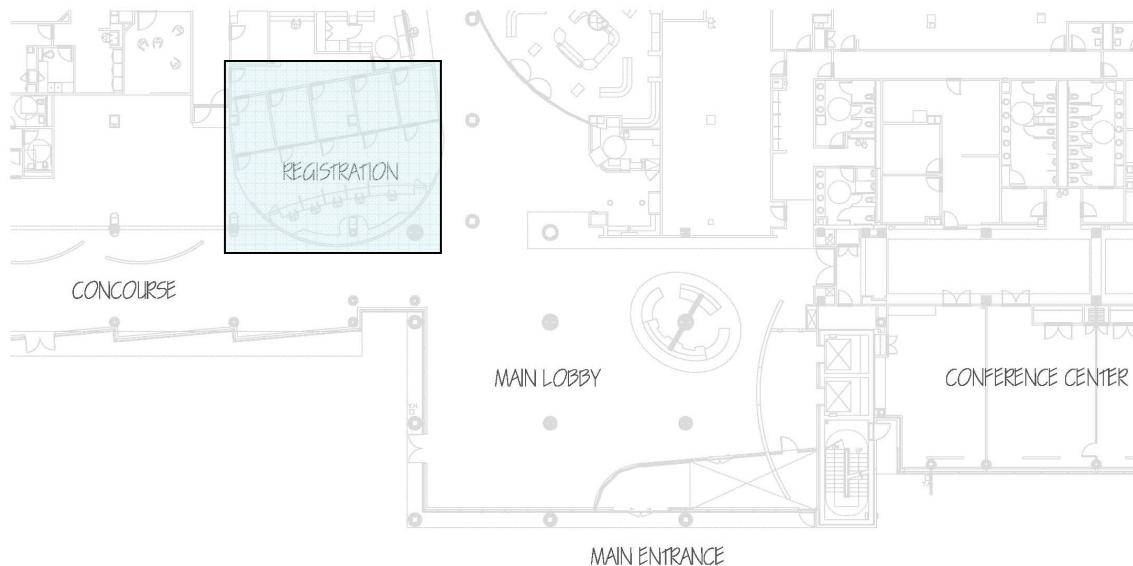 REGISTRATION
CONCOURSE
MAIN LOBBY
CONFERENCE CENTER
MAIN ENTRANCE